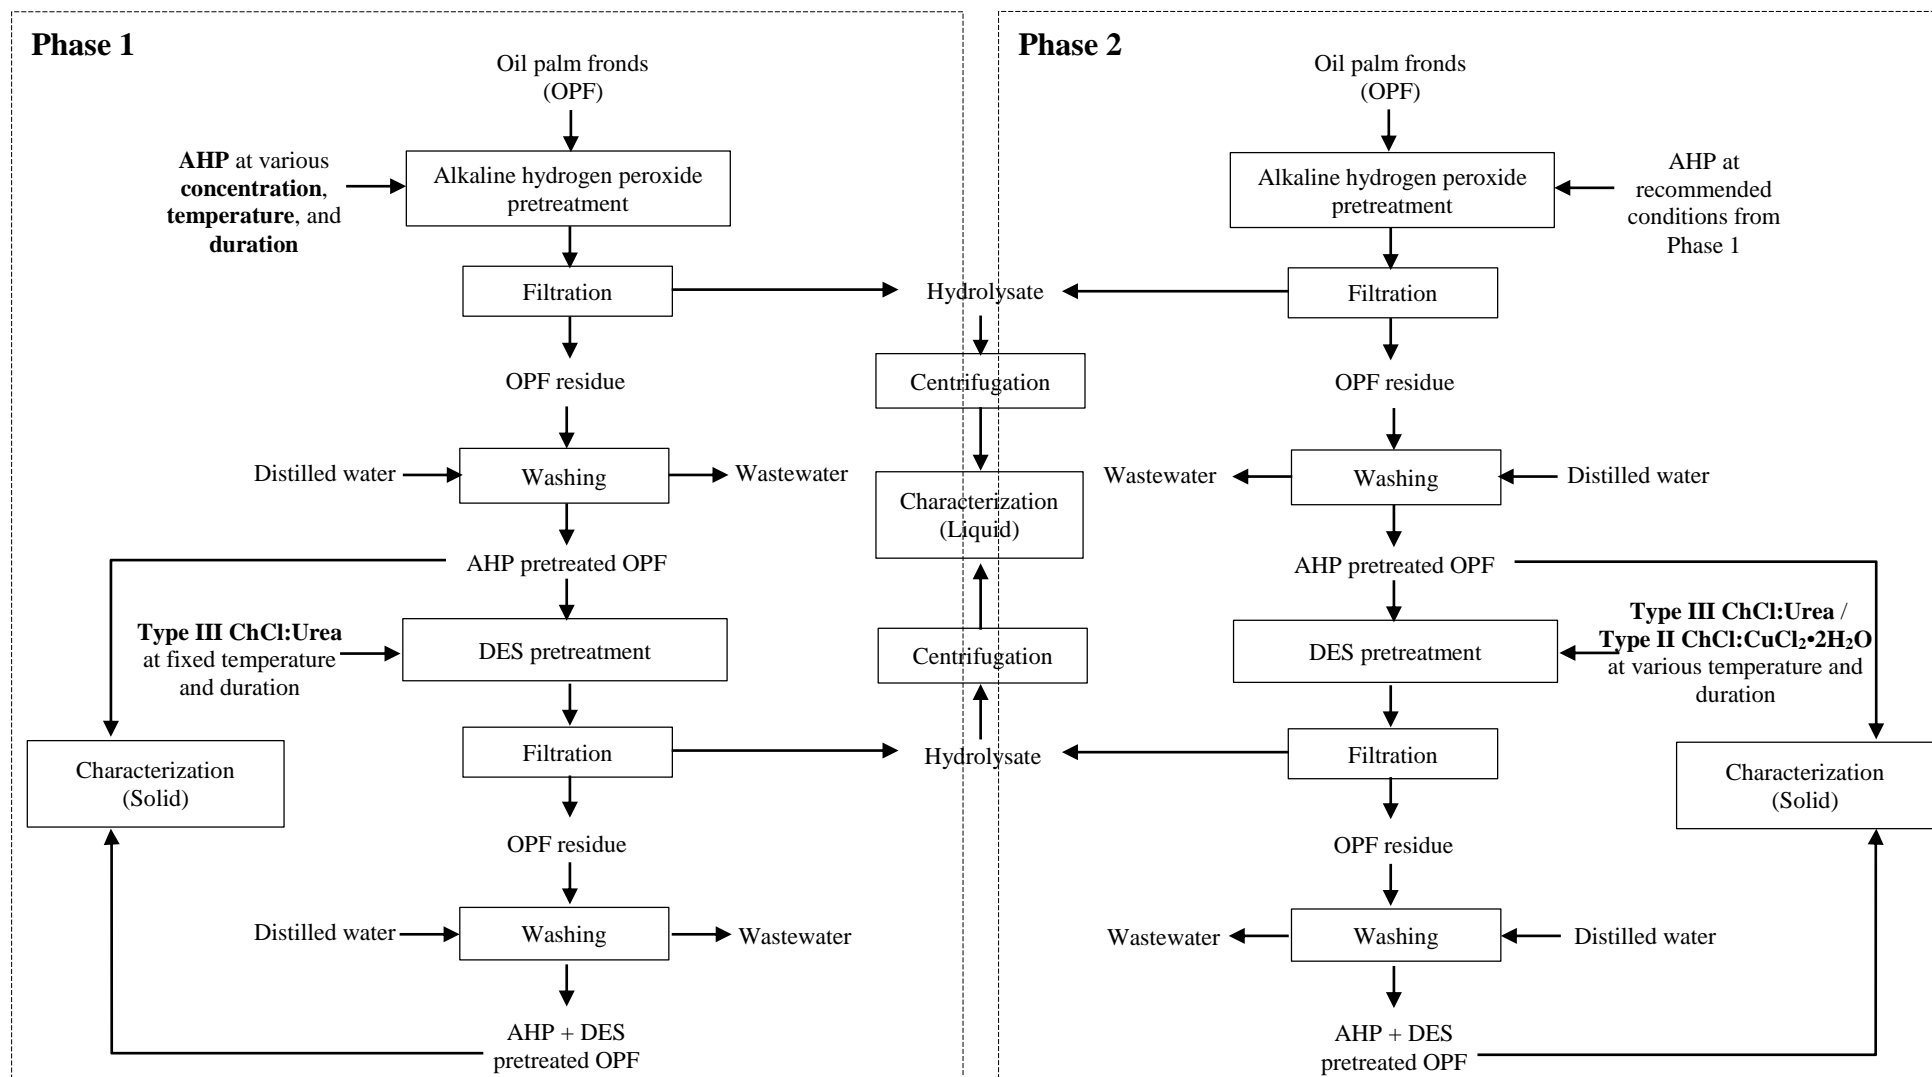 Phase 1
Oil palm fronds
(OPF)
AHP at various
concentration,
temperature, and
duration
Alkaline hydrogen peroxide
pretreatment
Filtration
OPF residue
Distilled water
Washing
Wastewater
AHP pretreated OPF
Type III ChCl:Urea
at fixed temperature
and duration
DES pretreatment
Filtration
Characterization
(Solid)
OPF residue
Distilled water
Washing
Wastewater
AHP + DES
pretreated OPF
Hydrolysate
Centrifugation
Characterization
(Liquid)
Centrifugation
Hydrolysate
Phase 2
Oil palm fronds
(OPF)
Alkaline hydrogen peroxide
pretreatment
AHP at
recommended
conditions from
Phase 1
Filtration
OPF residue
Wastewater
Washing
Distilled water
AHP pretreated OPF
DES pretreatment
Type III ChCl:Urea /
Type II ChCl:CuCl₂•2H₂O
at various temperature and
duration
Filtration
Characterization
(Solid)
OPF residue
Wastewater
Washing
Distilled water
AHP + DES
pretreated OPF